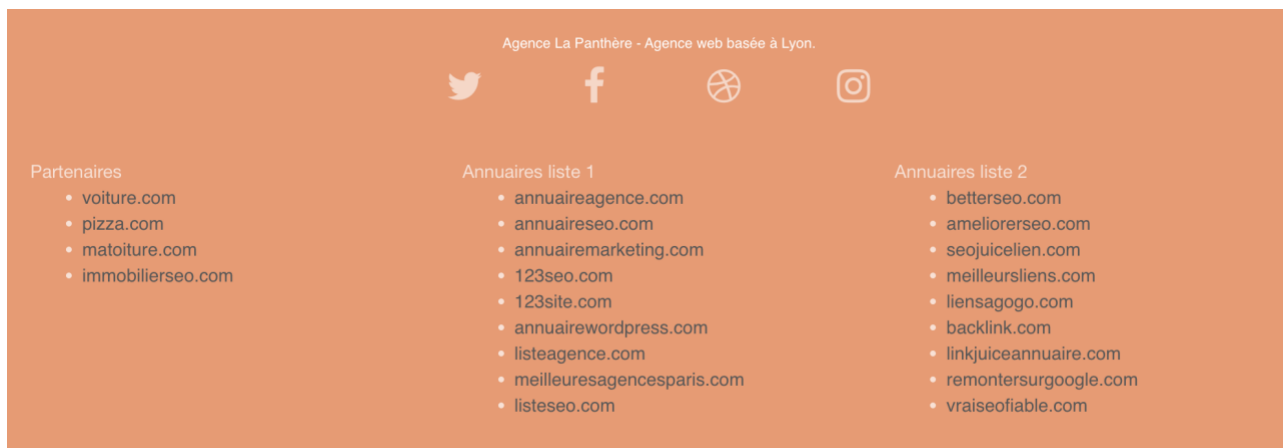 Agence La Panthère - Agence web basée à Lyon.
Partenaires
voiture.com
pizza.com
matoiture.com
immobilierseo.com
Annuaires liste 1
annuaireagence.com
annuaireseo.com
annuairemarketing.com
123seo.com
123site.com
annuairewordpress.com
listeagence.com
meilleuresagencesparis.com
listeseo.com
Annuaires liste 2
betterseo.com
ameliorerseo.com
seojuicelien.com
meilleursliens.com
liensagogo.com
backlink.com
linkjuiceannuaire.com
remontersurgoogle.com
vraiseofiable.com